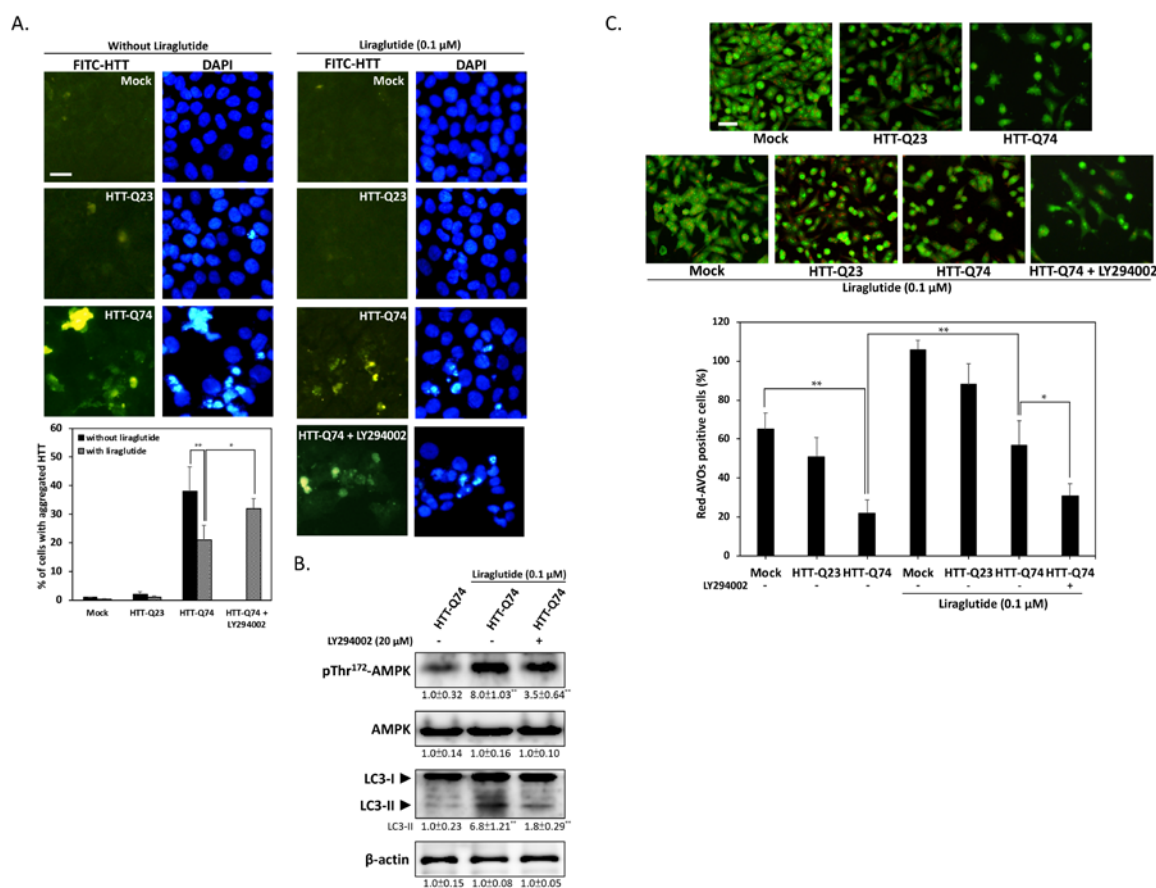 A.
Without Liraglutide
FITC-HTT DAPI
Mock
HTT-Q23
HTT-Q74
Liraglutide (0.1 μM)
FITC-HTT DAPI
Mock
HTT-Q23
HTT-Q74
HTT-Q74 + LY294002
% of cells with aggregated HTT
60
50
40
30
20
10
0
without liraglutide
with liraglutide
** *
Mock HTT-Q23 HTT-Q74 HTT-Q74 + LY294002
B.
Liraglutide (0.1 μM)
HTT-Q74 HTT-Q74 HTT-Q74
LY294002 (20 μM) - - +
pThr172-AMPK
1.0±0.32 8.0±1.03** 3.5±0.64**
AMPK
1.0±0.14 1.0±0.16 1.0±0.10
LC3-I
LC3-II
LC3-II 1.0±0.23 6.8±1.21** 1.8±0.29**
β-actin
1.0±0.15 1.0±0.08 1.0±0.05
C.
Mock HTT-Q23 HTT-Q74
Mock HTT-Q23 HTT-Q74 HTT-Q74 + LY294002
Liraglutide (0.1 μM)
Red-AVOs positive cells (%)
120
100
80
60
40
20
0
** ** *
Mock HTT-Q23 HTT-Q74 Mock HTT-Q23 HTT-Q74 HTT-Q74
LY294002 - - - - - - +
Liraglutide (0.1 μM)